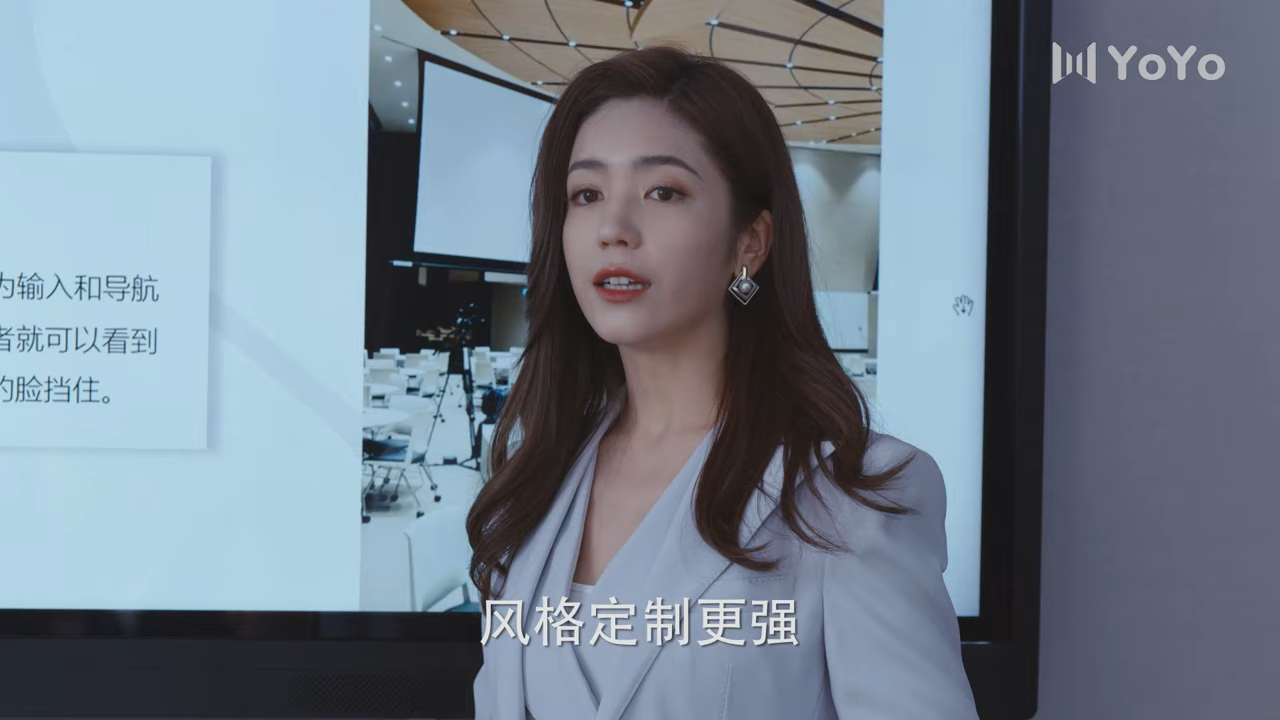 YoYo
为输入和导航
者就可以看到
的脸挡住。
风格定制更强